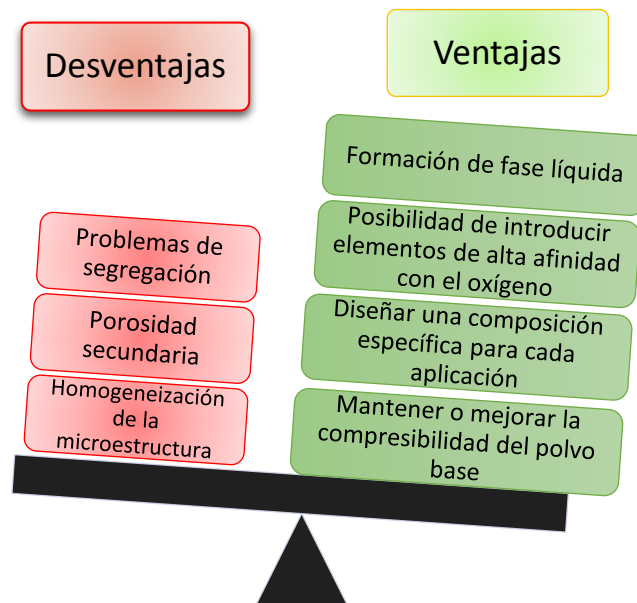 Desventajas
Ventajas
Problemas de
segregación
Porosidad
secundaria
Homogeneización
de la
microestructura
Formación de fase líquida
Posibilidad de introducir
elementos de alta afinidad
con el oxígeno
Diseñar una composición
específica para cada
aplicación
Mantener o mejorar la
compresibilidad del polvo
base